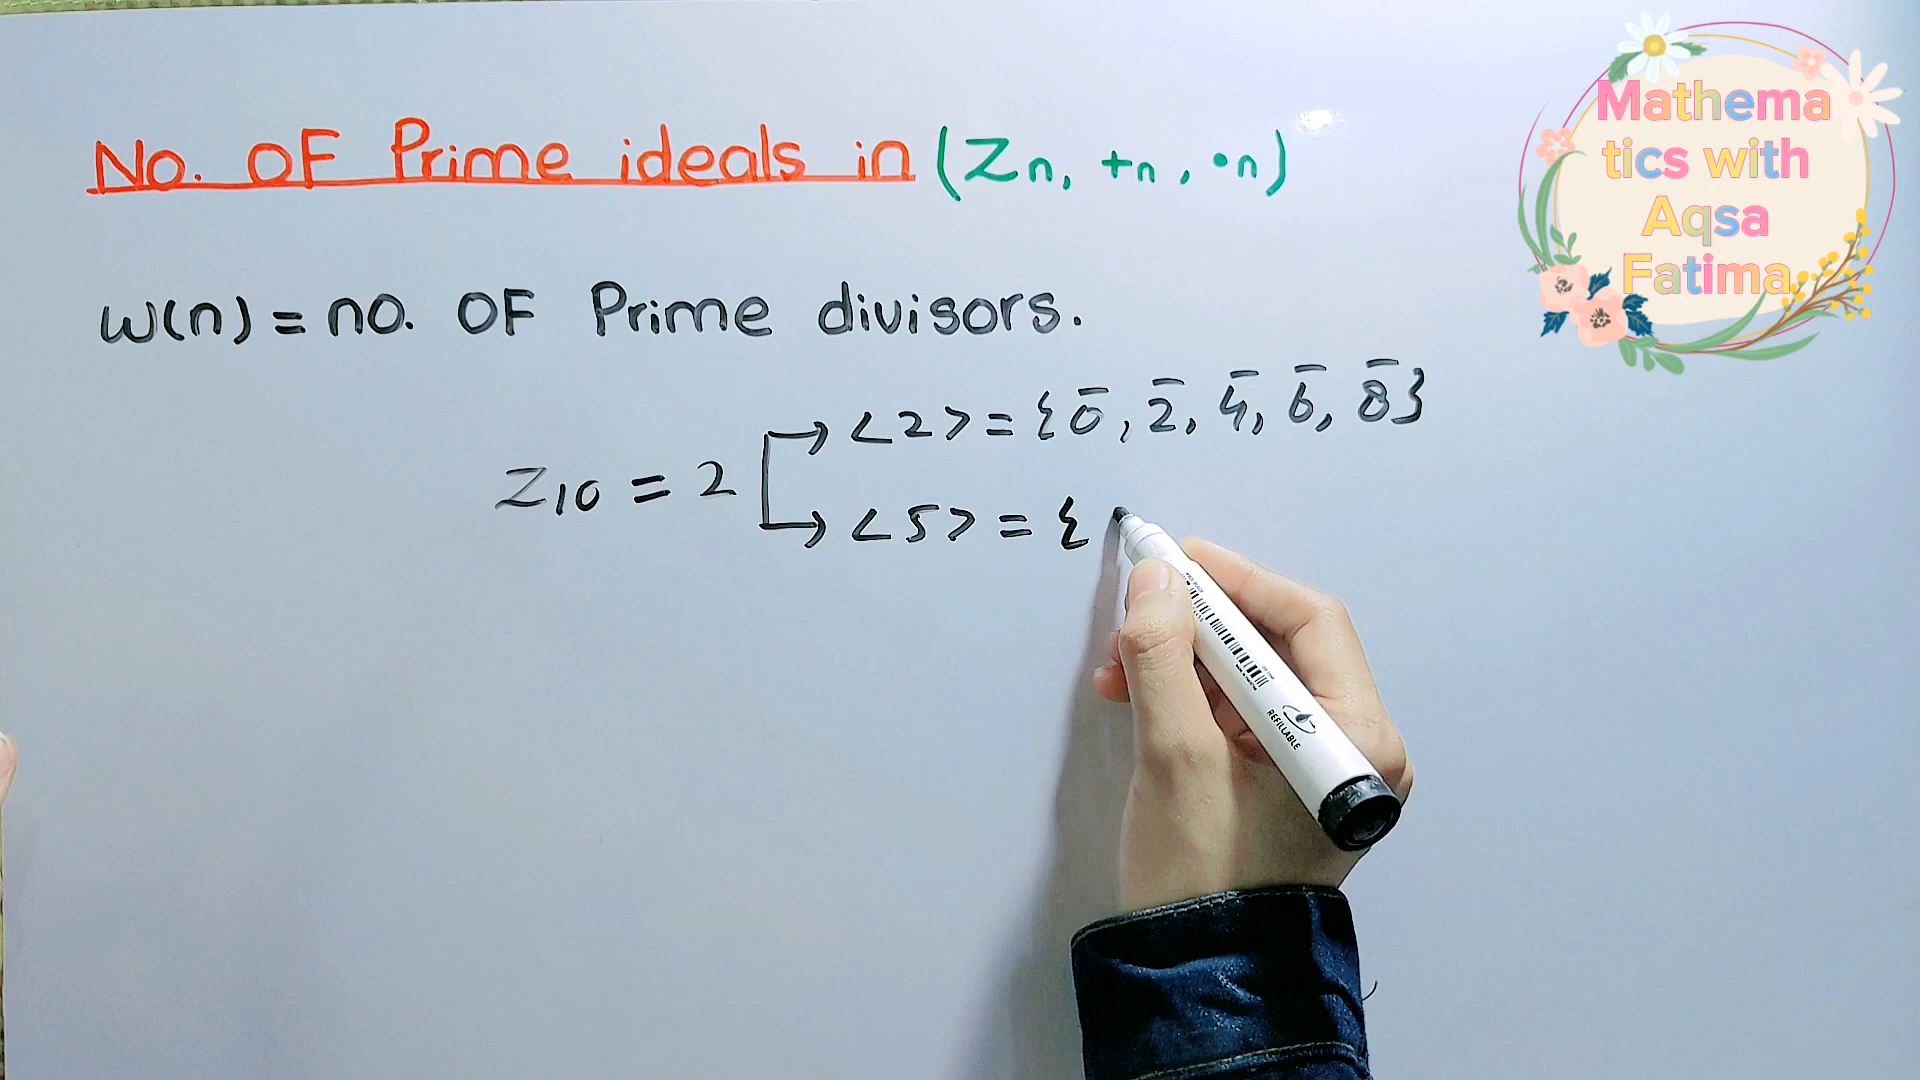 No. OF Prime ideals in (Zn, +n, •n)
w(n) = no. OF Prime divisors.
<2> = {0̅, 2̅, 4̅, 6̅, 8̅}
Z10 = 2
<5> = {
Mathema
tics with
Aqsa
Fatima
REFILLABLE